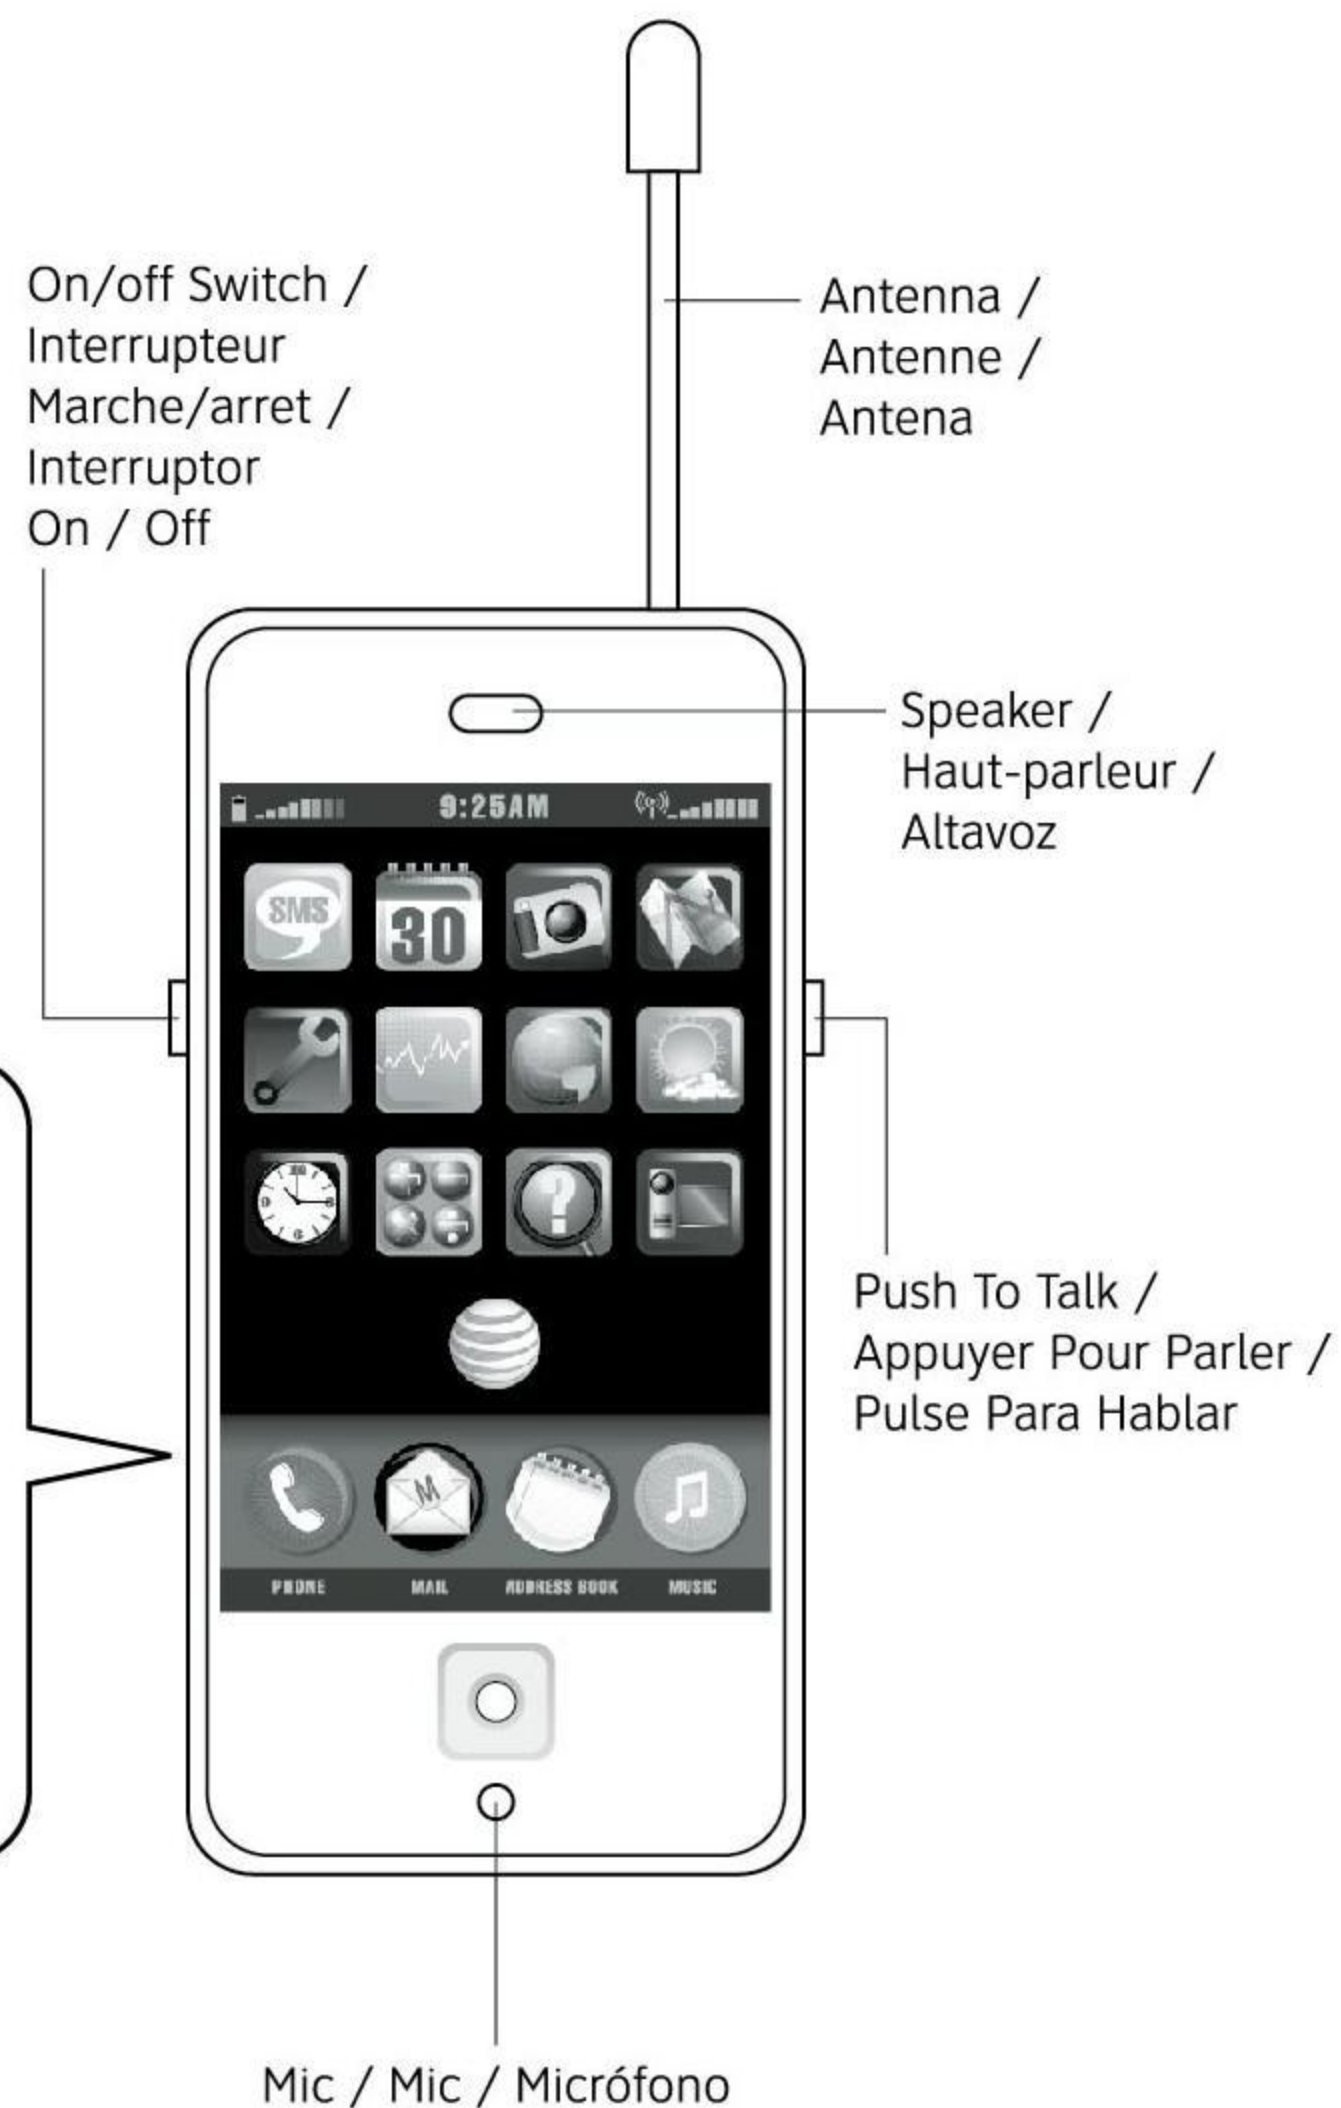 On/off Switch /
Interrupteur
Marche/arret /
Interruptor
On / Off
Antenna /
Antenne /
Antena
Speaker /
Haut-parleur /
Altavoz
9:25AM
SMS
30
Push To Talk /
Appuyer Pour Parler /
Pulse Para Hablar
M
PHONE MAIL ADDRESS BOOK MUSIC
Mic / Mic / Micrófono